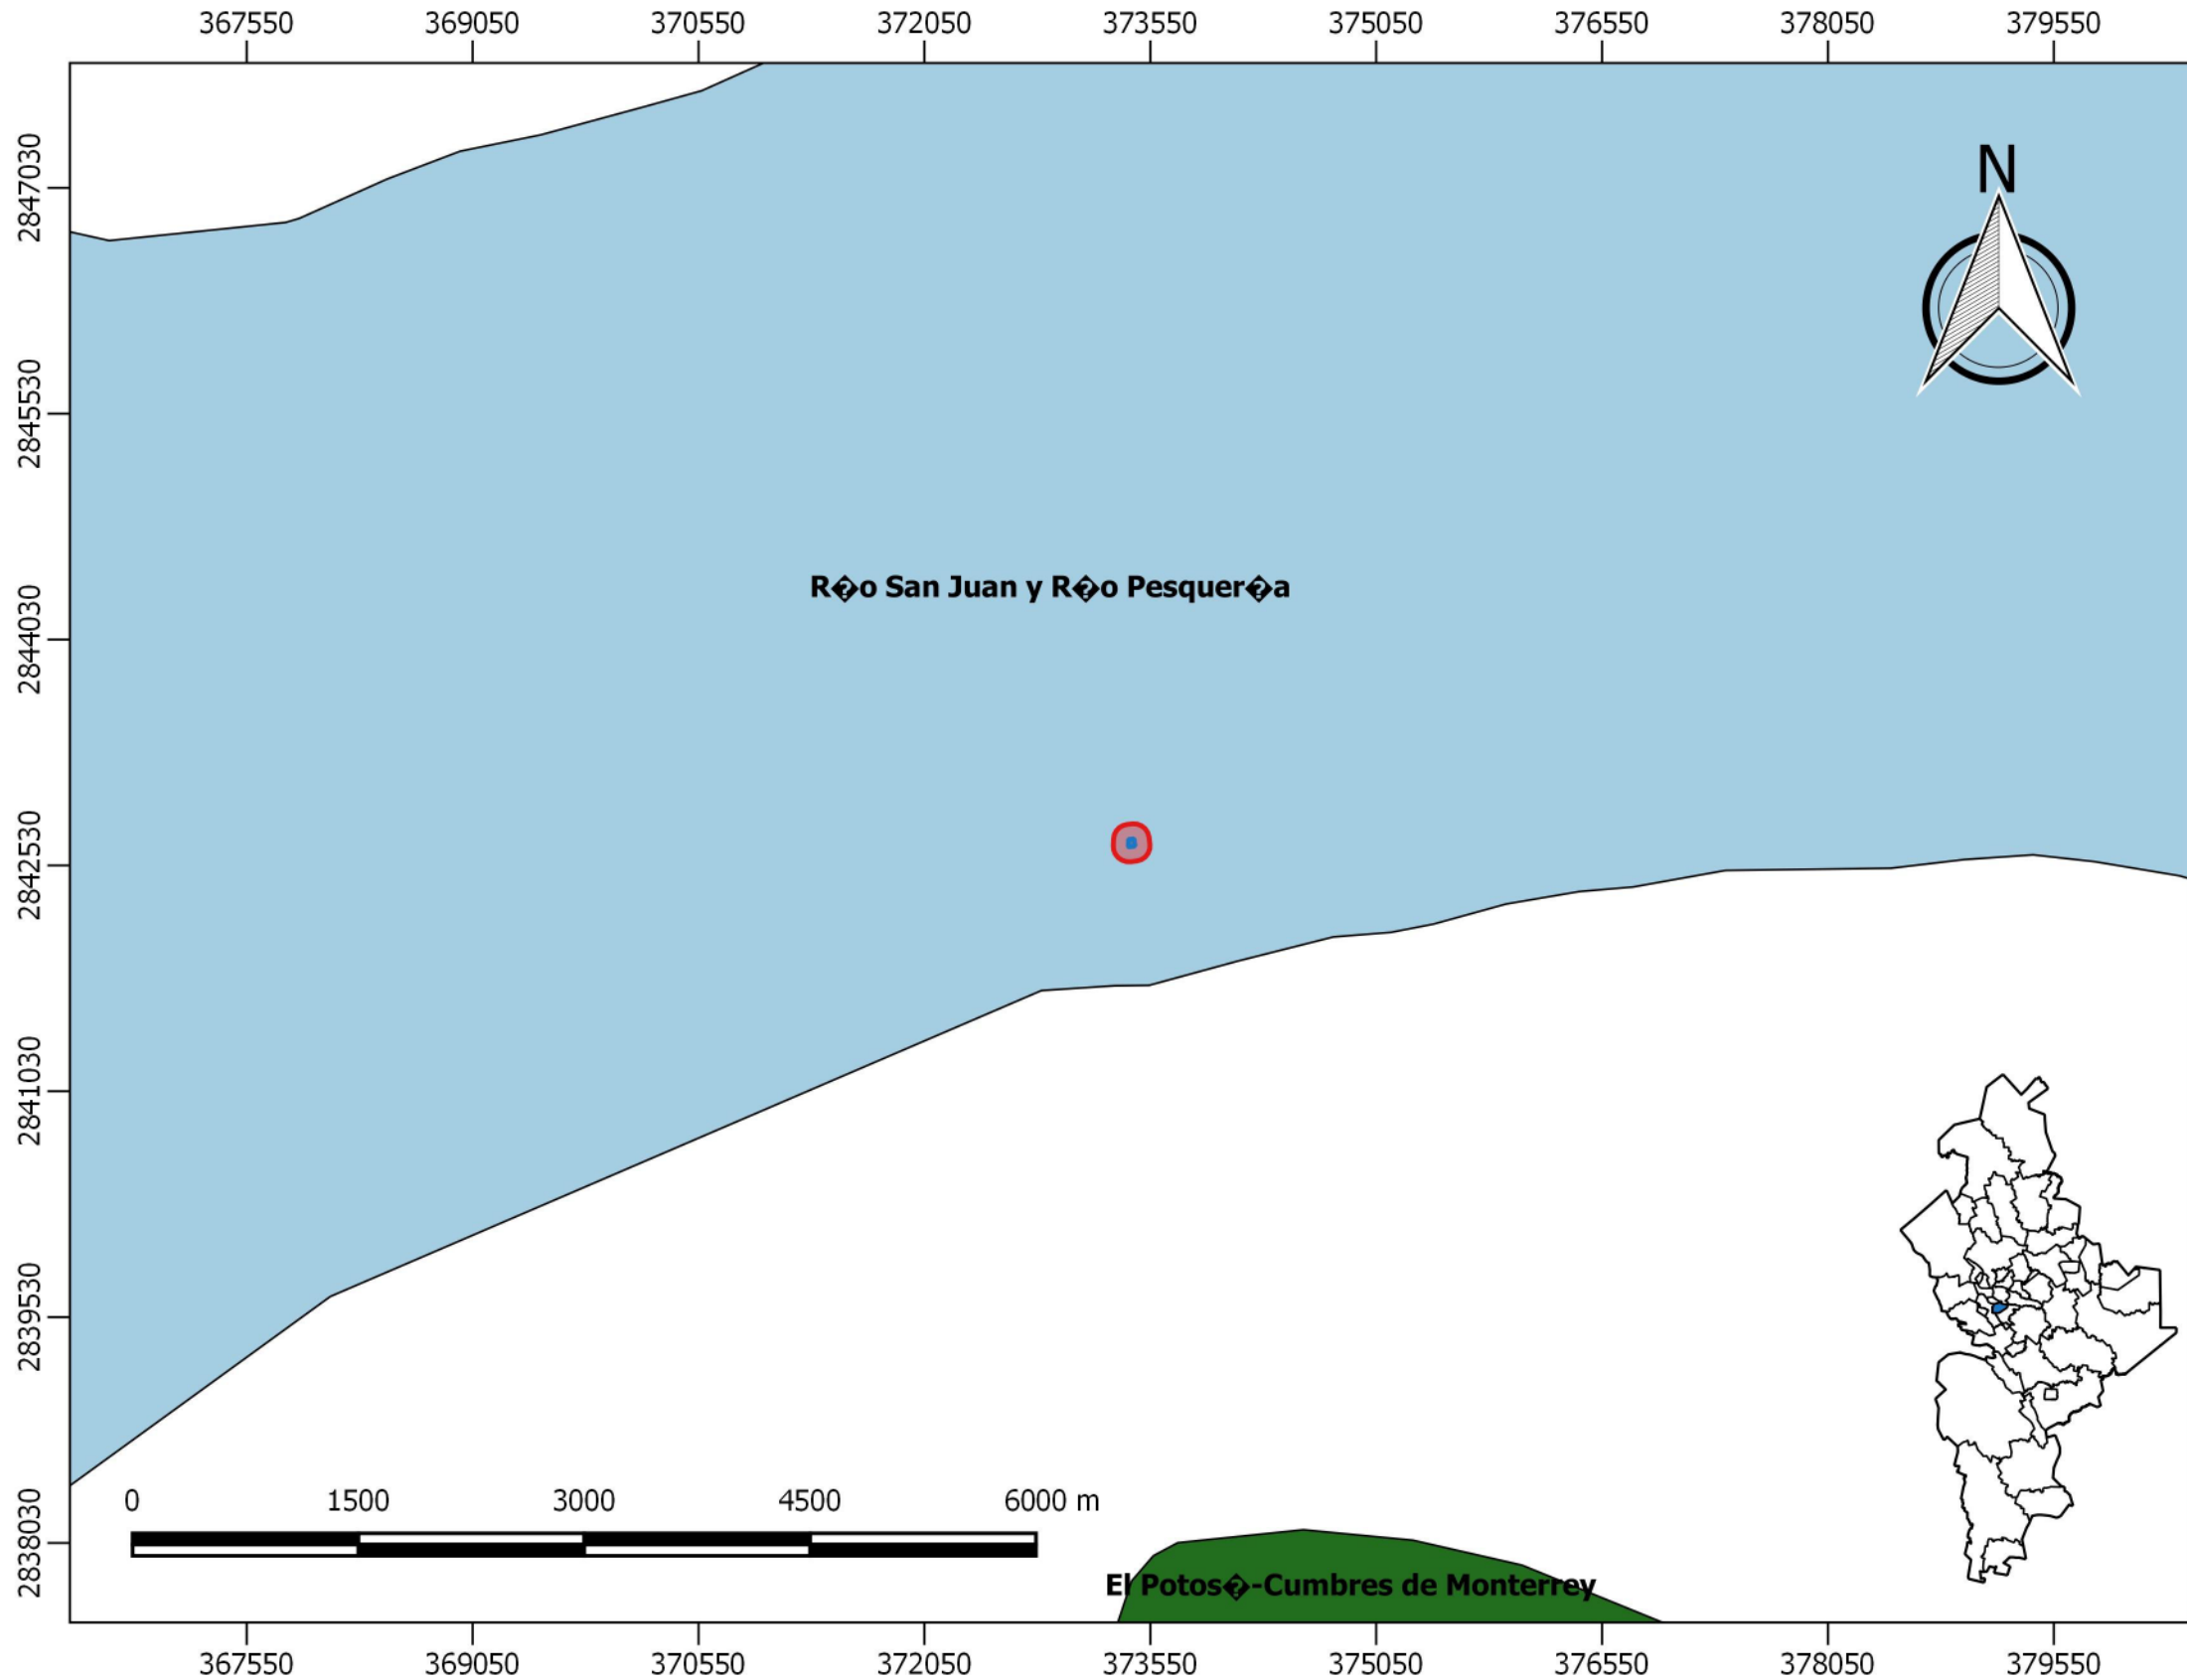 367550 369050 370550 372050 373550 375050 376550 378050 379550
2847030
N
2845530
R�o San Juan y R�o Pesquer�a
2844030
2842530
2841030
2839530
0 1500 3000 4500 6000 m
2838030
El Potos�-Cumbres de Monterrey
367550 369050 370550 372050 373550 375050 376550 378050 379550